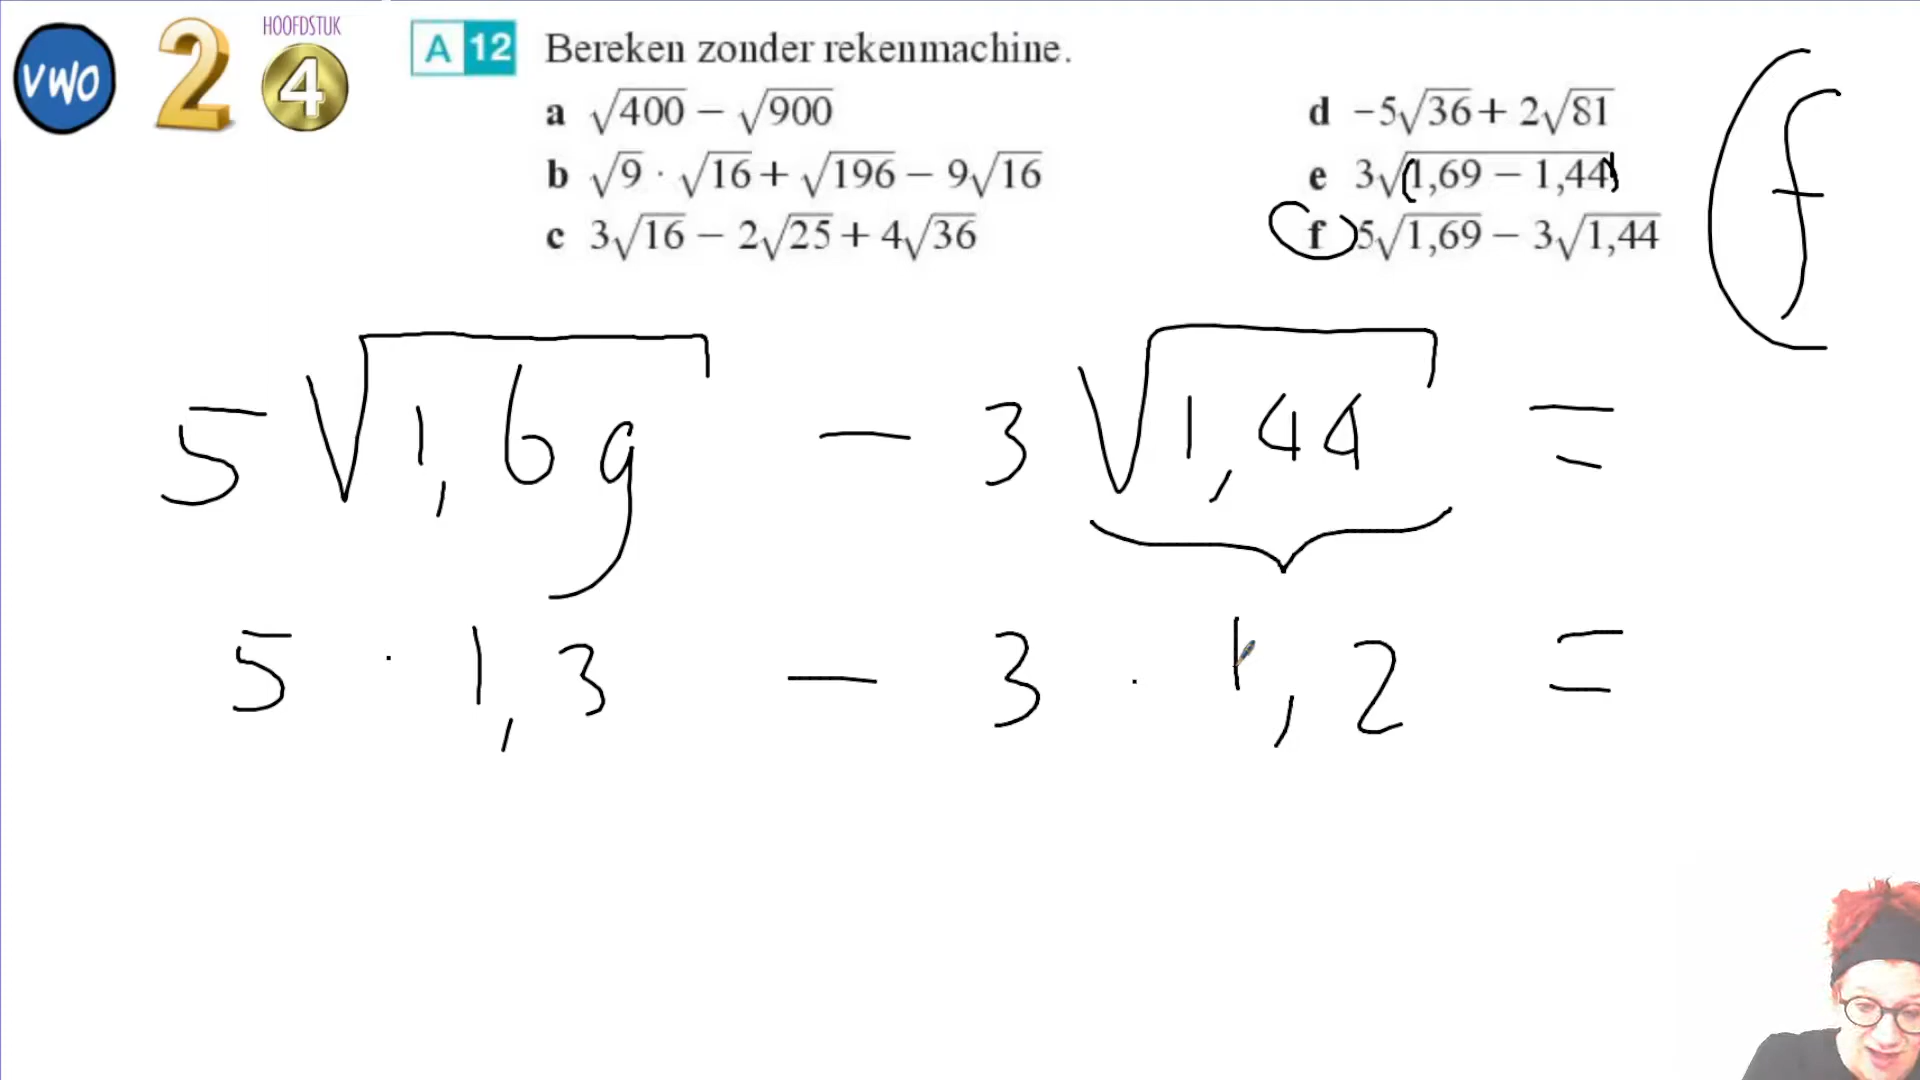 VWO 2 HOOFDSTUK 4
A 12 Bereken zonder rekenmachine.
a √400 − √900
b √9 · √16 + √196 − 9√16
c 3√16 − 2√25 + 4√36
d −5√36 + 2√81
e 3√(1,69 − 1,44)
f 5√1,69 − 3√1,44
f
5√1,69 − 3√1,44 =
5 · 1,3 − 3 · 1,2 =